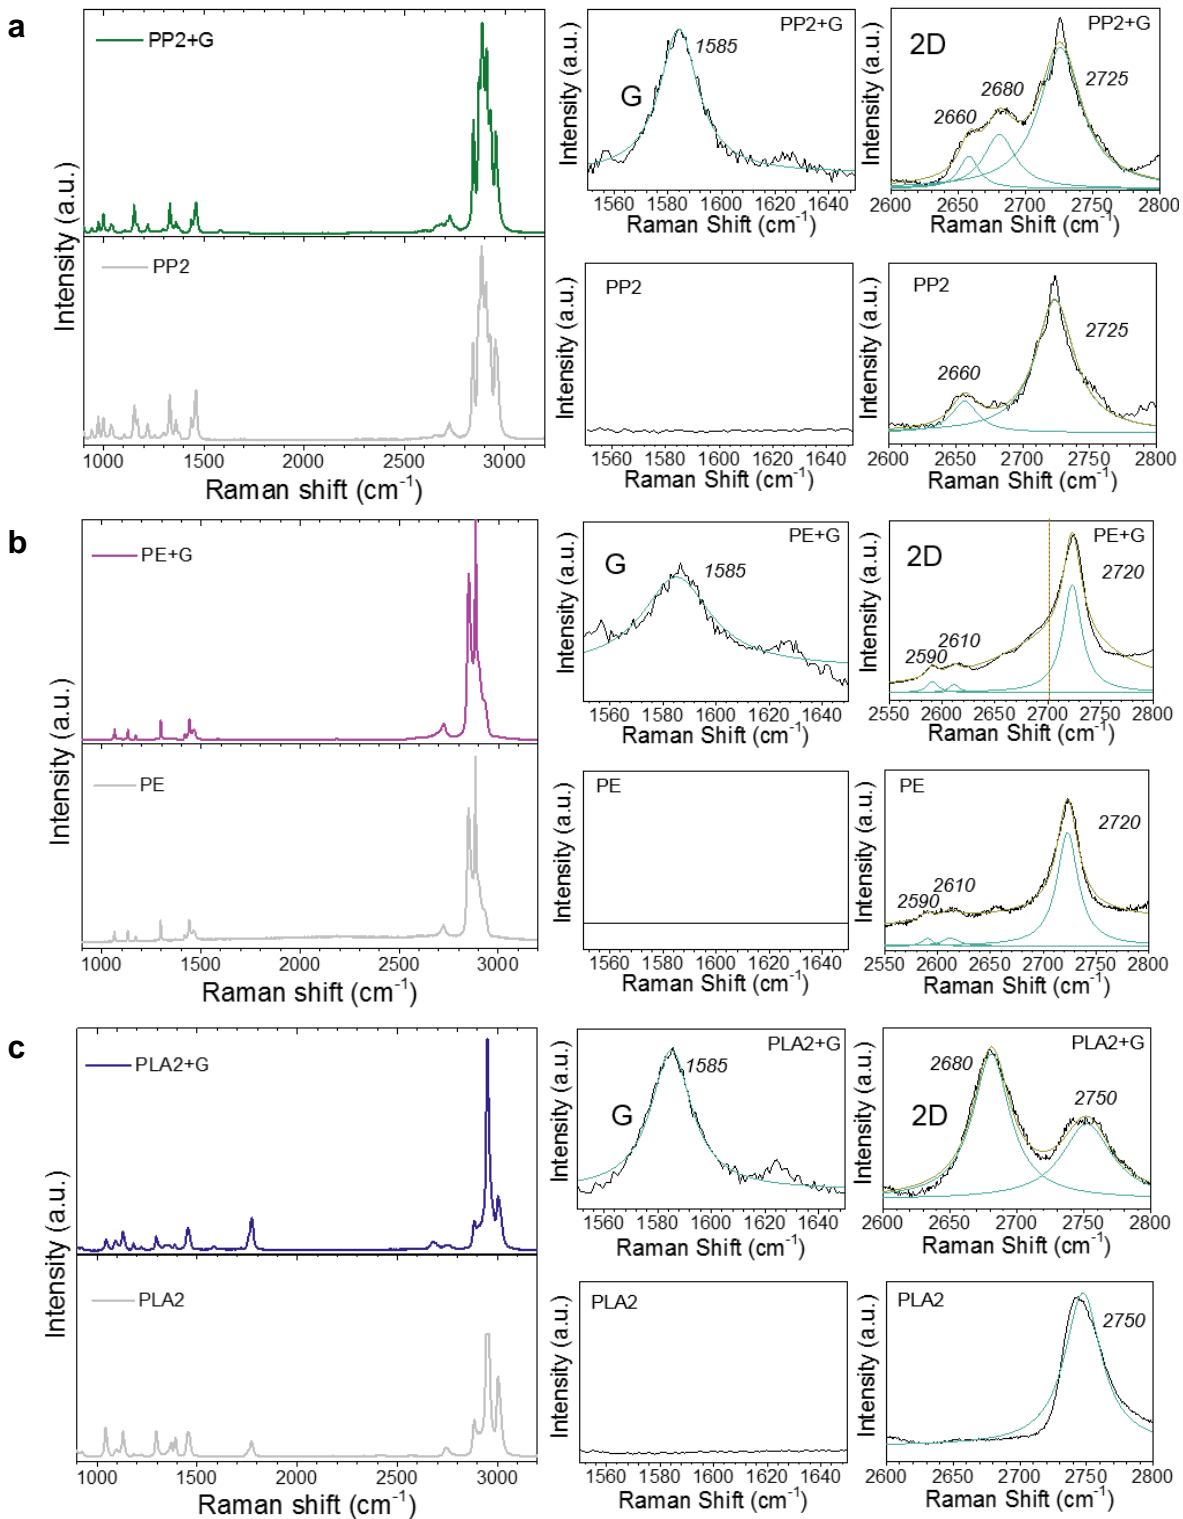 a
PP2+G
PP2
Intensity (a.u.)
1000 1500 2000 2500 3000
Raman shift (cm-1)
PP2+G
G
1585
Intensity (a.u.)
1560 1580 1600 1620 1640
Raman Shift (cm-1)
PP2+G
2D
2660
2680
2725
Intensity (a.u.)
2600 2650 2700 2750 2800
Raman Shift (cm-1)
PP2
Intensity (a.u.)
1560 1580 1600 1620 1640
Raman Shift (cm-1)
PP2
2660
2725
Intensity (a.u.)
2600 2650 2700 2750 2800
Raman Shift (cm-1)
b
PE+G
PE
Intensity (a.u.)
1000 1500 2000 2500 3000
Raman shift (cm-1)
PE+G
G
1585
Intensity (a.u.)
1560 1580 1600 1620 1640
Raman Shift (cm-1)
PE+G
2D
2590
2610
2720
Intensity (a.u.)
2550 2600 2650 2700 2750 2800
Raman Shift (cm-1)
PE
Intensity (a.u.)
1560 1580 1600 1620 1640
Raman Shift (cm-1)
PE
2590
2610
2720
Intensity (a.u.)
2550 2600 2650 2700 2750 2800
Raman Shift (cm-1)
c
PLA2+G
PLA2
Intensity (a.u.)
1000 1500 2000 2500 3000
Raman shift (cm-1)
PLA2+G
G
1585
Intensity (a.u.)
1560 1580 1600 1620 1640
Raman Shift (cm-1)
PLA2+G
2D
2680
2750
Intensity (a.u.)
2600 2650 2700 2750 2800
Raman Shift (cm-1)
PLA2
Intensity (a.u.)
1560 1580 1600 1620 1640
Raman Shift (cm-1)
PLA2
2750
Intensity (a.u.)
2600 2650 2700 2750 2800
Raman Shift (cm-1)